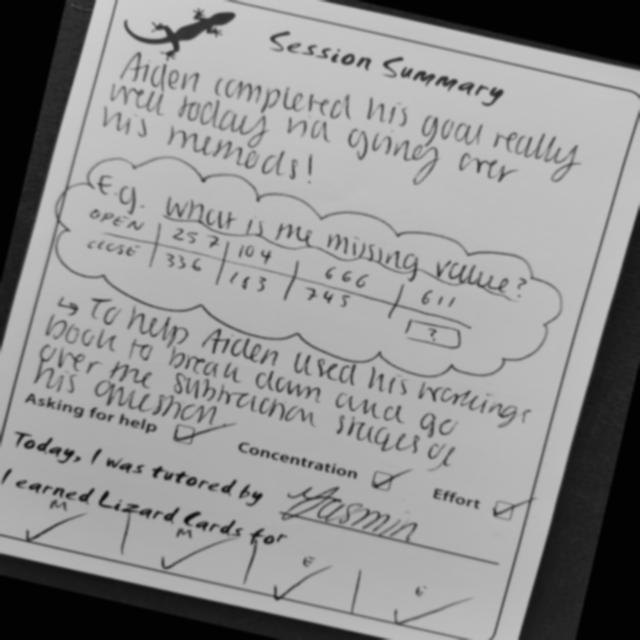 Session Summary
Aiden completed his goal really
well today nd going over
his methods!
E.g. what is the missing value?
OPEN | 257 | 104 | 666 | 611
CLOSE | 336 | 183 | 745 | ?
↳ To help Aiden used his workings
book to break down and go
over the subtraction stages of
his question
Asking for help ☑ Concentration ☑ Effort ☑
Today, I was tutored by Yasmin
I earned Lizard Cards for
M ✓ | M ✓ | E ✓ | E ✓